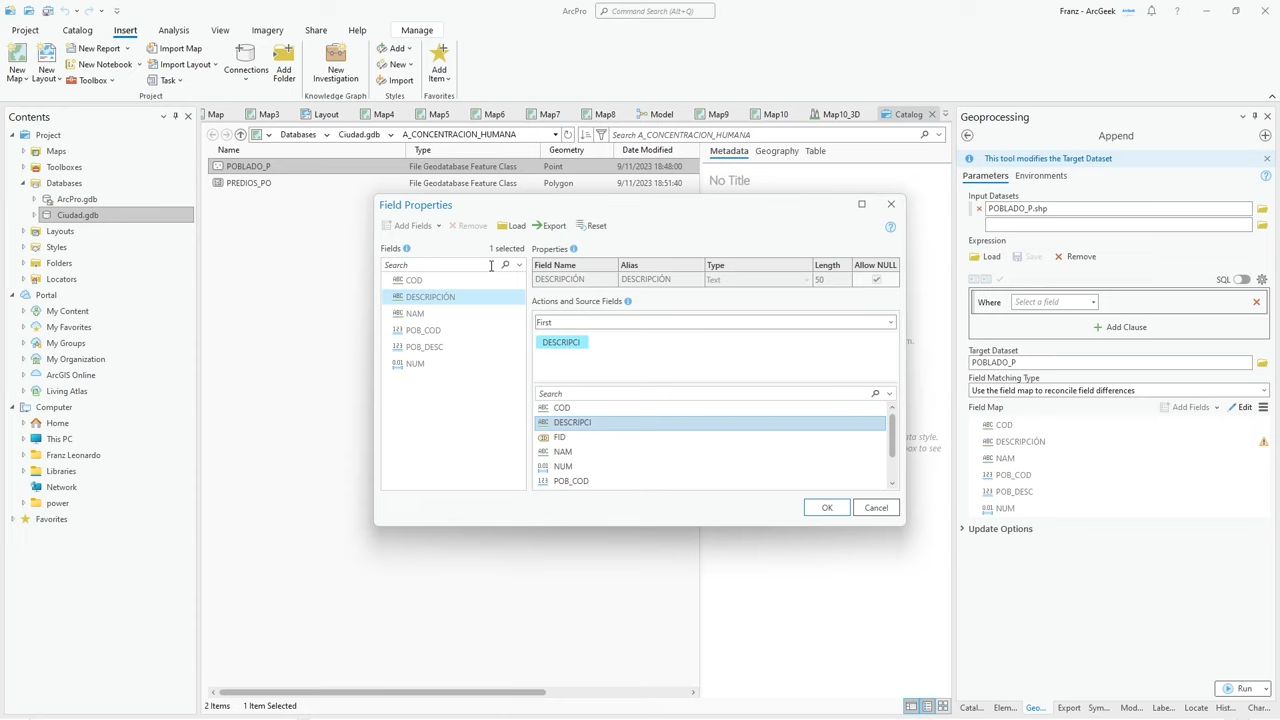 ArcPro
Command Search (Alt+Q)
Franz - ArcGeek
Project Catalog Insert Analysis View Imagery Share Help Manage
New Map
New Layout
New Report
New Notebook
Toolbox
Import Map
Import Layout
Task
Connections
Add Folder
New Investigation
Add
New
Import
Add Item
Project
Knowledge Graph
Styles
Favorites
Contents
Project
Maps
Toolboxes
Databases
ArcPro.gdb
Ciudad.gdb
Layouts
Styles
Folders
Locators
Portal
My Content
My Favorites
My Groups
My Organization
ArcGIS Online
Living Atlas
Computer
Home
This PC
Franz Leonardo
Libraries
Network
power
Favorites
Map Map3 Layout Map4 Map5 Map6 Map7 Map8 Model Map9 Map10 Map10_3D Catalog
Databases Ciudad.gdb A_CONCENTRACION_HUMANA
Search A_CONCENTRACION_HUMANA
Name Type Geometry Date Modified
POBLADO_P File Geodatabase Feature Class Point 9/11/2023 18:48:00
PREDIOS_PO File Geodatabase Feature Class Polygon 9/11/2023 18:51:40
Metadata Geography Table
No Title
Field Properties
Add Fields Remove Load Export Reset
Fields 1 selected
Search
COD
DESCRIPCIÓN
NAM
POB_COD
POB_DESC
NUM
Properties
Field Name Alias Type Length Allow NULL
DESCRIPCIÓN DESCRIPCIÓN Text 50
Actions and Source Fields
First
DESCRIPCI
Search
COD
DESCRIPCI
FID
NAM
NUM
POB_COD
OK Cancel
2 Items 1 Item Selected
Geoprocessing
Append
This tool modifies the Target Dataset
Parameters Environments
Input Datasets
POBLADO_P.shp
Expression
Load Save Remove
SQL
Where Select a field
Add Clause
Target Dataset
POBLADO_P
Field Matching Type
Use the field map to reconcile field differences
Field Map Add Fields Edit
COD
DESCRIPCIÓN
NAM
POB_COD
POB_DESC
NUM
Update Options
Run
Catal... Elem... Geo... Export Sym... Mod... Labe... Locate Hist... Char...